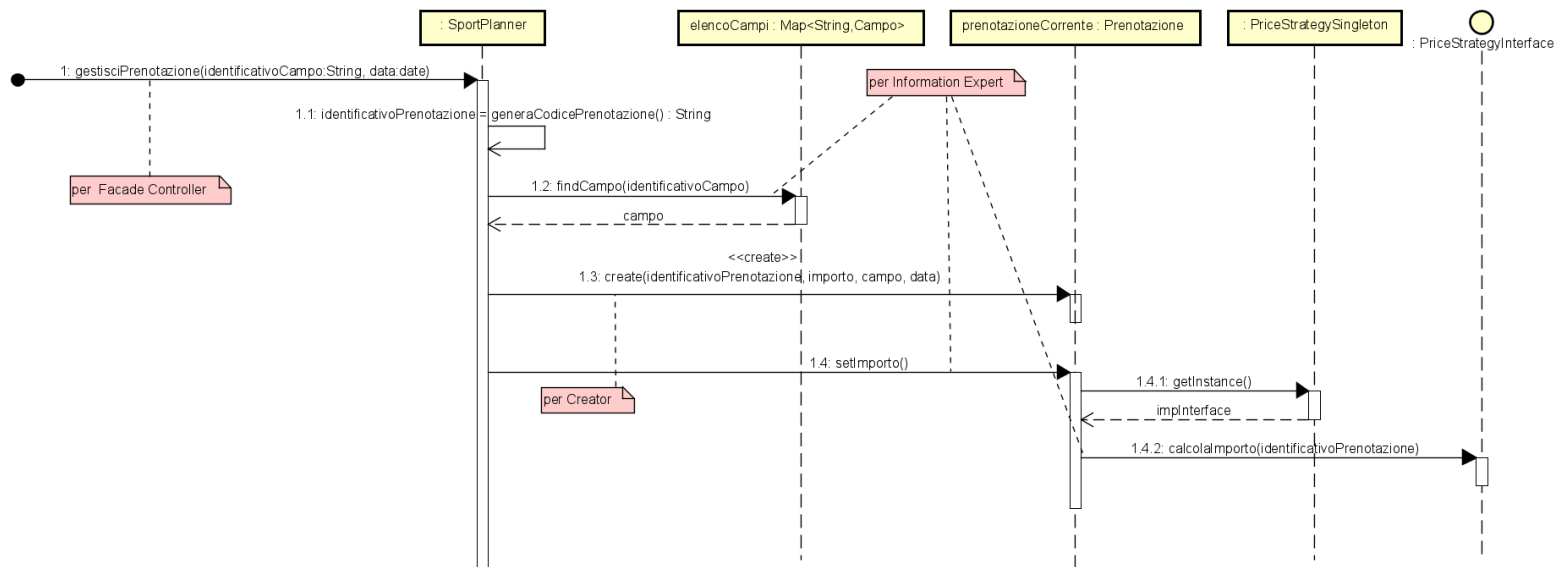 : SportPlanner
elencoCampi : Map<String,Campo>
prenotazioneCorrente : Prenotazione
: PriceStrategySingleton
: PriceStrategyInterface
1: gestisciPrenotazione(identificativoCampo:String, data:date)
per Information Expert
1.1: identificativoPrenotazione = generaCodicePrenotazione() : String
per  Facade Controller
1.2: findCampo(identificativoCampo)
campo
<<create>>
1.3: create(identificativoPrenotazione, importo, campo, data)
1.4: setImporto()
1.4.1: getInstance()
per Creator
impInterface
1.4.2: calcolaImporto(identificativoPrenotazione)